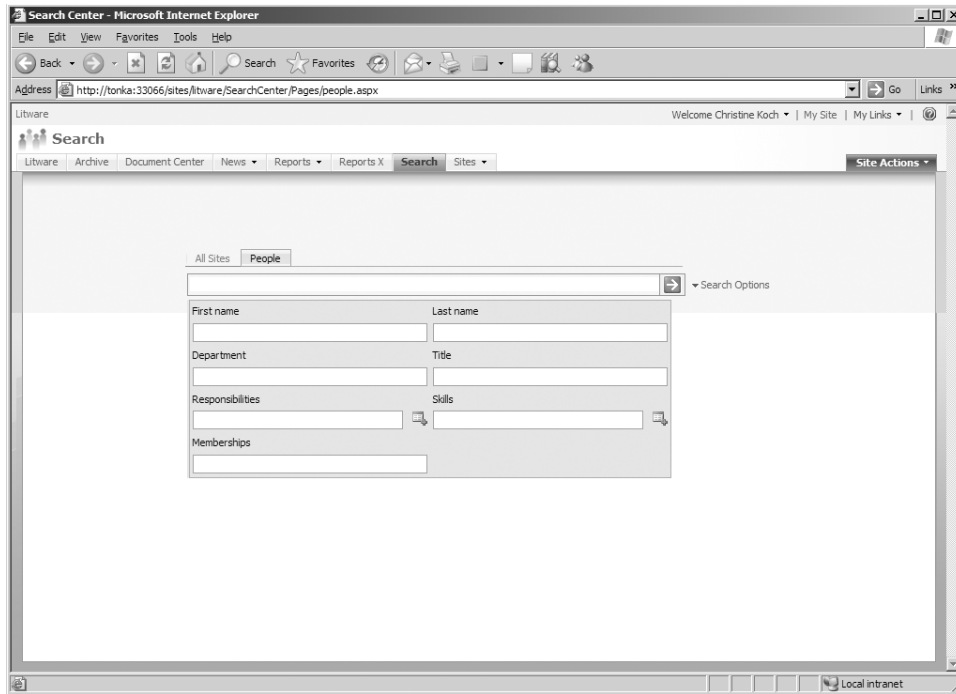 Search Center - Microsoft Internet Explorer
File Edit View Favorites Tools Help
Back Search Favorites
Address http://tonka:33066/sites/litware/SearchCenter/Pages/people.aspx Go Links »
Litware Welcome Christine Koch | My Site | My Links |
Search
Litware Archive Document Center News Reports Reports X Search Sites Site Actions
All Sites People
Search Options
First name Last name
Department Title
Responsibilities Skills
Memberships
Local intranet